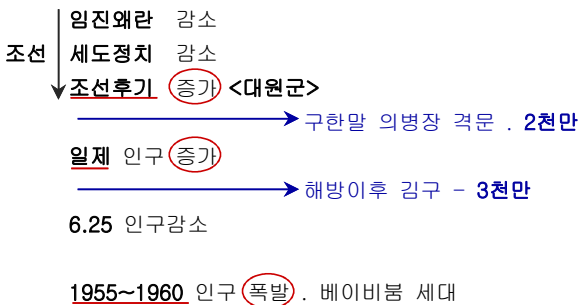 임진왜란 감소
조선 세도정치 감소
조선후기 증가 <대원군>
구한말 의병장 격문 . 2천만
일제 인구 증가
해방이후 김구 - 3천만
6.25 인구감소
1955~1960 인구 폭발 . 베이비붐 세대